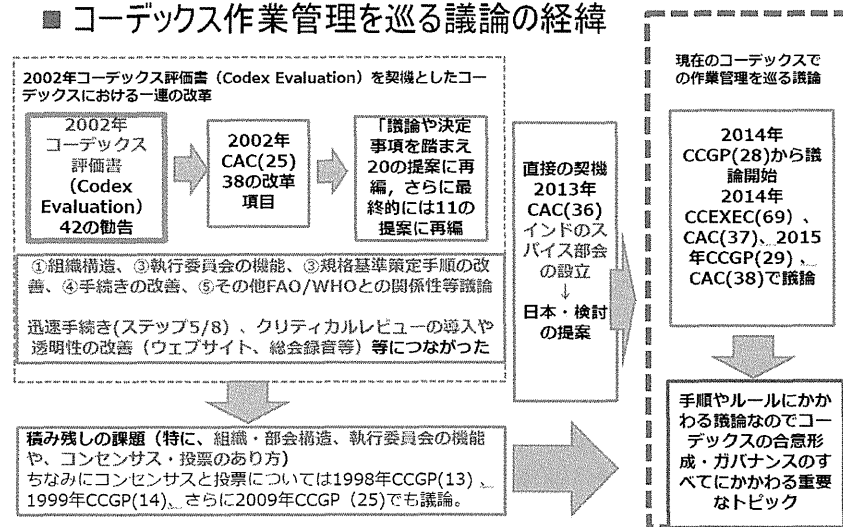 ■ コーデックス作業管理を巡る議論の経緯
2002年コーデックス評価書（Codex Evaluation）を契機としたコー
デックスにおける一連の改革
2002年
コーデックス
評価書
(Codex
Evaluation)
42の勧告
2002年
CAC(25)
38の改革
項目
「議論や決定
事項を踏まえ
20の提案に再
編，さらに最
終的には11の
提案に再編
①組織構造、③執行委員会の機能、③規格基準策定手順の改
善、④手続きの改善、⑤その他FAO/WHOとの関係性等議論
迅速手続き(ステップ5/8）、クリティカルレビューの導入や
透明性の改善（ウェブサイト、総会録音等）等につながった
積み残しの課題（特に、組織・部会構造、執行委員会の機能
や、コンセンサス・投票のあり方)
ちなみにコンセンサスと投票については1998年CCGP(13)、
1999年CCGP(14)、さらに2009年CCGP（25)でも議論。
直接の契機
2013年
CAC(36)
インドのス
パイス部会
の設立
↓
日本・検討
の提案
現在のコーデックスで
の作業管理を巡る議論
2014年
CCGP(28)から議
論開始
2014年
CCEXEC(69）、
CAC(37)、2015
年CCGP(29)、
CAC(38)で議論
手順やルールにかか
わる議論なのでコー
デックスの合意形
成・ガバナンスのす
べてにかかわる重要
なトピック